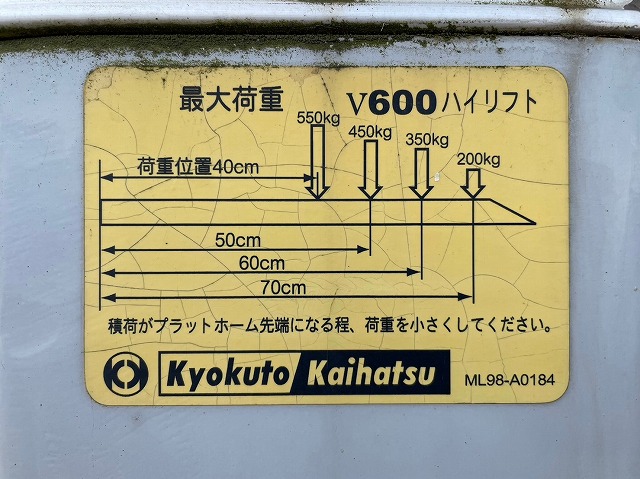 最大荷重 V600ハイリフト
550kg
450kg
350kg
200kg
荷重位置40cm
50cm
60cm
70cm
積荷がプラットホーム先端になる程、荷重を小さくしてください。
Kyokuto Kaihatsu ML98-A0184